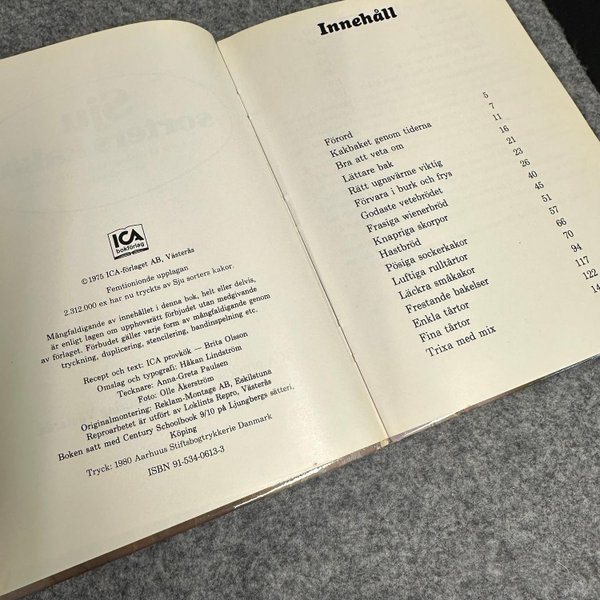 ICA
bokförlag
© 1975 ICA-förlaget AB, Västerås
Femtionionde upplagan
2.312.000 ex har nu tryckts av Sju sorters kakor.
Mångfaldigande av innehållet i denna bok, helt eller delvis,
är enligt lagen om upphovsrätt förbjudet utan medgivande
av förlaget. Förbudet gäller varje form av mångfaldigande genom
tryckning, duplicering, stencilering, bandinspelning etc.
Recept och text: ICA provkök — Brita Olsson
Omslag och typografi: Håkan Lindström
Tecknare: Anna-Greta Paulsen
Foto: Olle Åkerström
Originalmontering: Reklam-Montage AB, Eskilstuna
Reproarbetet är utfört av Loklints Repro, Västerås
Boken satt med Century Schoolbook 9/10 på Ljungbergs sätteri,
Köping
Tryck: 1980 Aarhuus Stiftsbogtrykkerie Danmark
ISBN 91-534-0613-3
Innehåll
Förord 5
Kakbaket genom tiderna 7
Bra att veta om 11
Lättare bak 16
Rätt ugnsvärme viktig 21
Förvara i burk och frys 23
Godaste vetebrödet 26
Frasiga wienerbröd 40
Knapriga skorpor 45
Hastbröd 51
Pösiga sockerkakor 57
Luftiga rulltårtor 66
Läckra småkakor 70
Frestande bakelser 94
Enkla tårtor 117
Fina tårtor 122
Trixa med mix 14